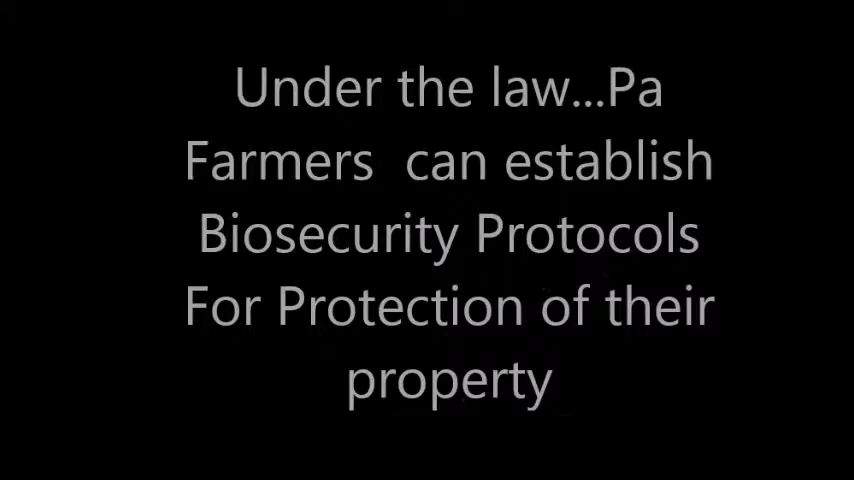 Under the law...Pa
Farmers  can establish
Biosecurity Protocols
For Protection of their
property